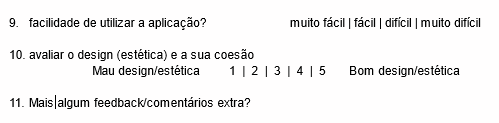 9. facilidade de utilizar a aplicação? muito fácil | fácil | difícil | muito difícil
10. avaliar o design (estética) e a sua coesão
Mau design/estética 1 | 2 | 3 | 4 | 5 Bom design/estética
11. Mais algum feedback/comentários extra?